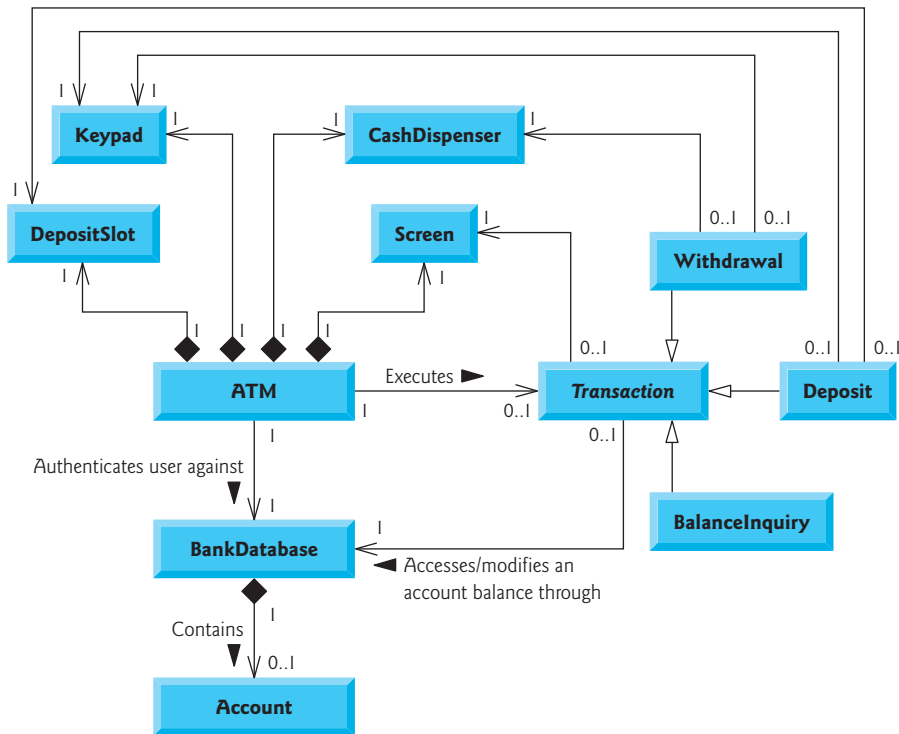 1
1
1
Keypad
1
CashDispenser
1
1
DepositSlot
1
Screen
1
0..1
0..1
Withdrawal
1
1
1
1
1
1
1
0..1
0..1
0..1
ATM
Executes
Transaction
Deposit
1
0..1
1
0..1
Authenticates user against
1
1
BankDatabase
BalanceInquiry
Accesses/modifies an
account balance through
1
Contains
0..1
Account